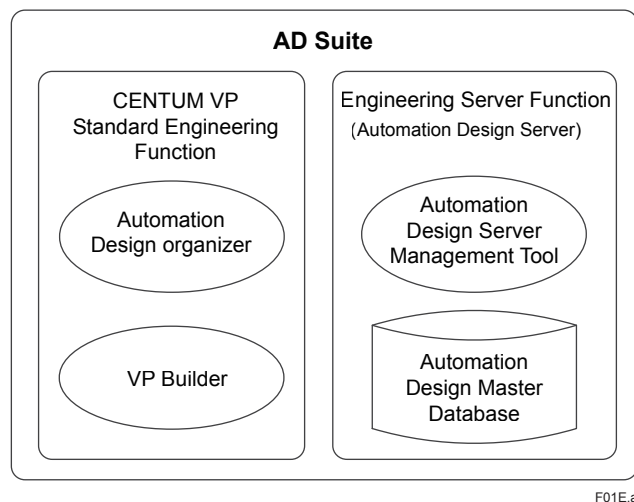 AD Suite
CENTUM VP
Standard Engineering
Function
Automation
Design organizer
VP Builder
Engineering Server Function
(Automation Design Server)
Automation
Design Server
Management Tool
Automation
Design Master
Database
F01E.a